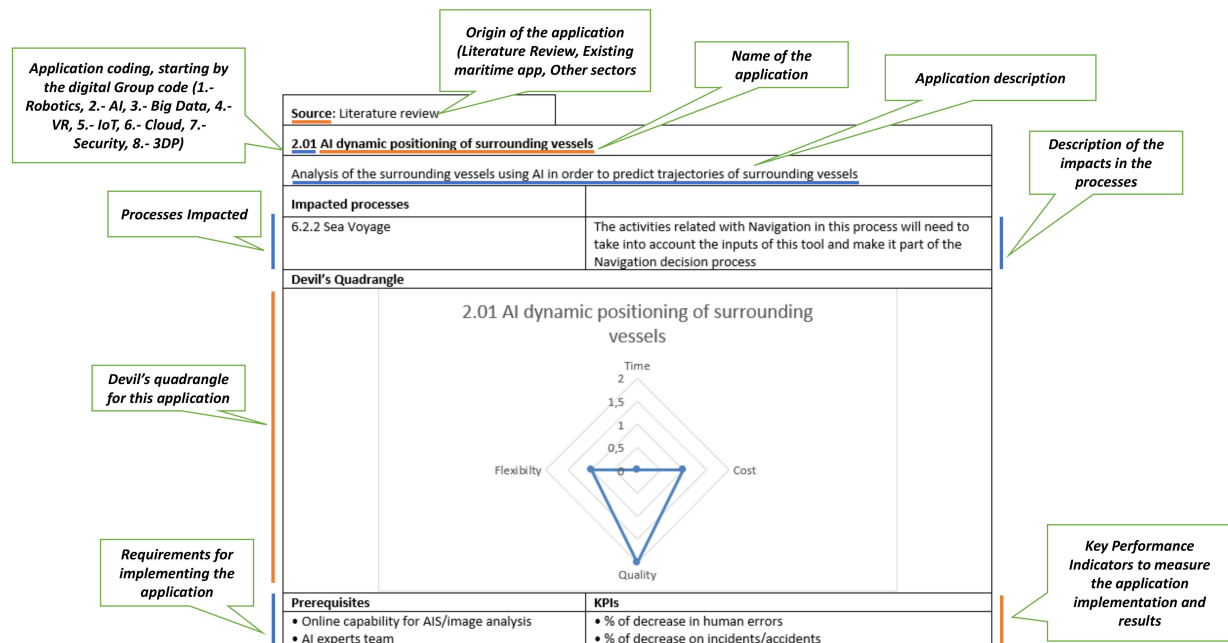 Origin of the application
(Literature Review, Existing
maritime app, Other sectors
Name of the
application
Application description
Application coding, starting by
the digital Group code (1.-
Robotics, 2.- AI, 3.- Big Data, 4.-
VR, 5.- IoT, 6.- Cloud, 7.-
Security, 8.- 3DP)
Source: Literature review
2.01 AI dynamic positioning of surrounding vessels
Analysis of the surrounding vessels using AI in order to predict trajectories of surrounding vessels
Description of the
impacts in the
processes
Processes Impacted
Impacted processes
6.2.2 Sea Voyage
The activities related with Navigation in this process will need to
take into account the inputs of this tool and make it part of the
Navigation decision process
Devil's Quadrangle
2.01 AI dynamic positioning of surrounding
vessels
Time
2
1,5
1
0,5
0
Flexibilty
Cost
Quality
Devil's quadrangle
for this application
Requirements for
implementing the
application
Key Performance
Indicators to measure
the application
implementation and
results
Prerequisites
KPIs
• Online capability for AIS/image analysis
• % of decrease in human errors
• AI experts team
• % of decrease on incidents/accidents